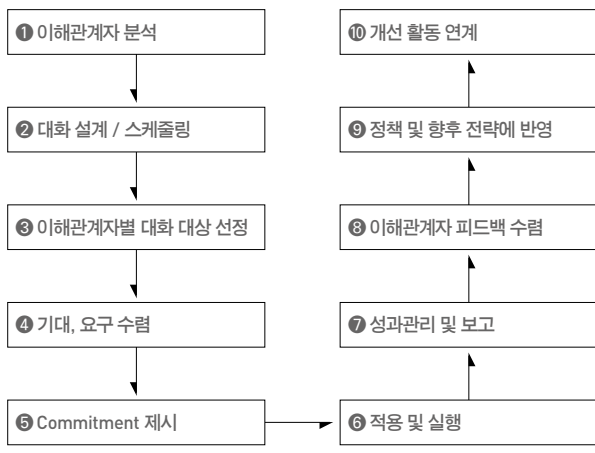 ❶ 이해관계자 분석
❷ 대화 설계 / 스케줄링
❸ 이해관계자별 대화 대상 선정
❹ 기대, 요구 수렴
❺ Commitment 제시
❻ 적용 및 실행
❼ 성과관리 및 보고
❽ 이해관계자 피드백 수렴
❾ 정책 및 향후 전략에 반영
❿ 개선 활동 연계